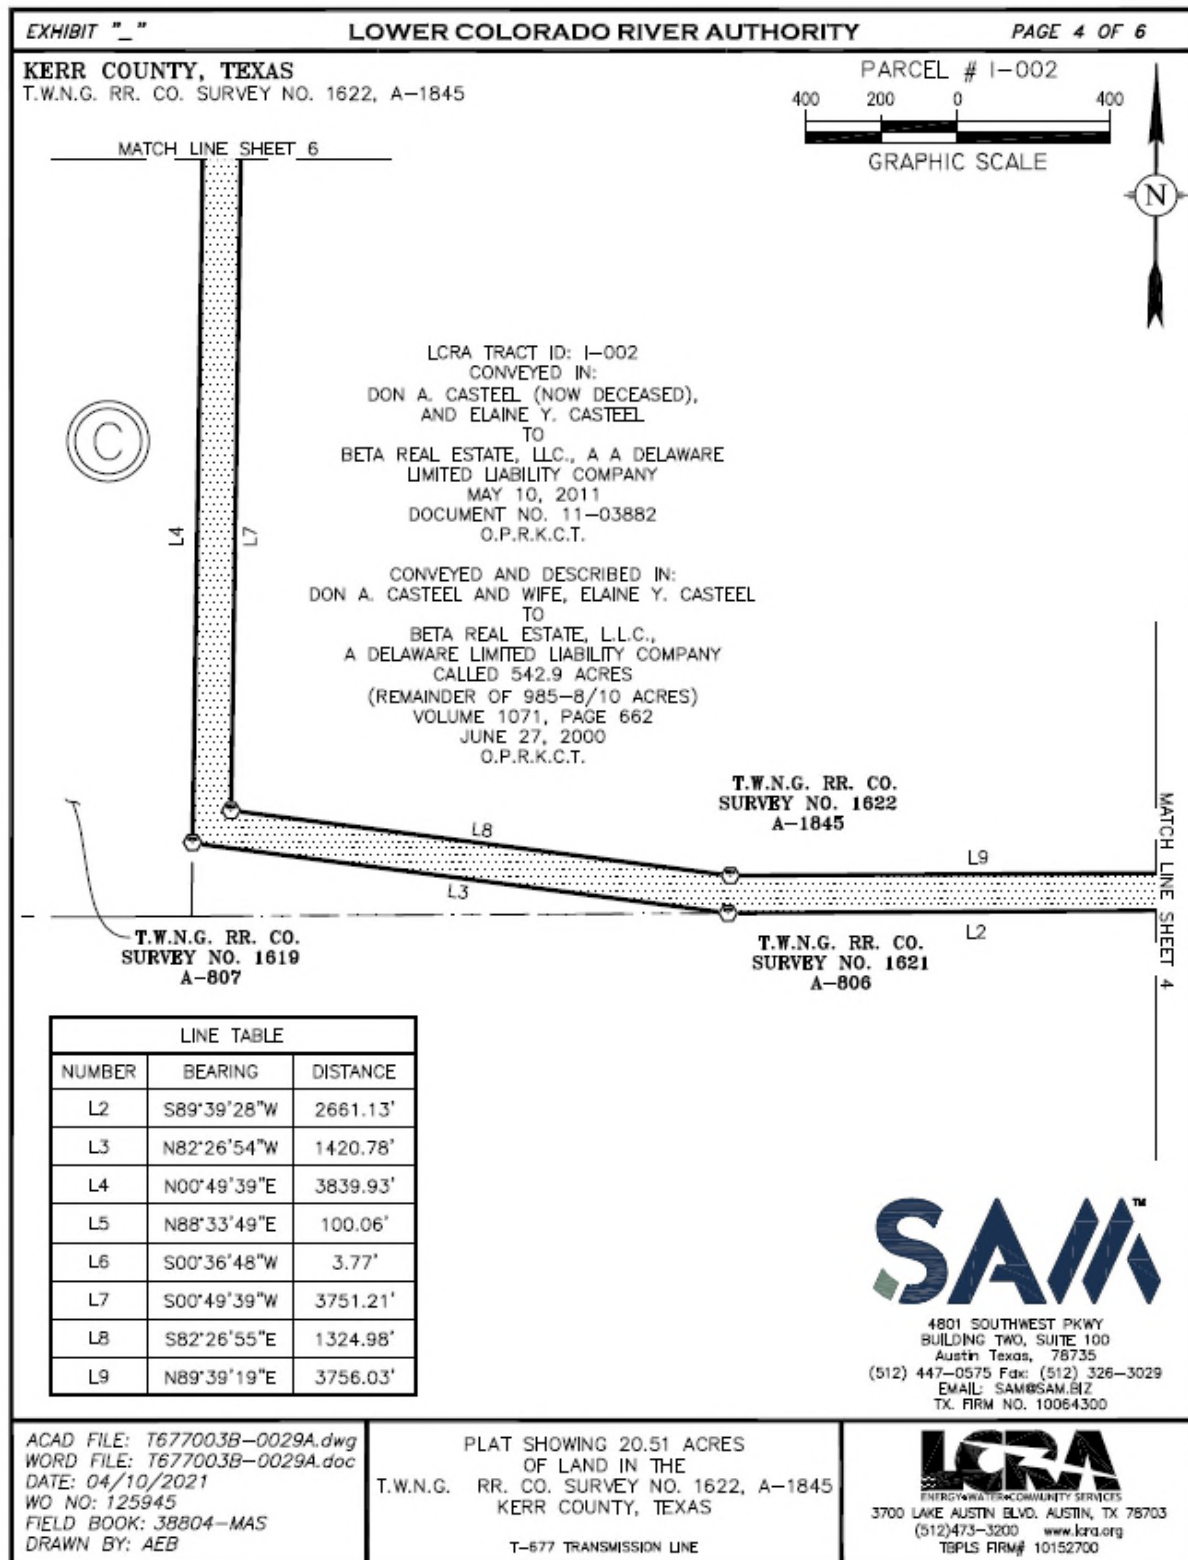 EXHIBIT "_" LOWER COLORADO RIVER AUTHORITY PAGE 4 OF 6
KERR COUNTY, TEXAS
T.W.N.G. RR. CO. SURVEY NO. 1622, A-1845
PARCEL # I-002
400 200 0 400
GRAPHIC SCALE
N
MATCH LINE SHEET 6
C
L4
L7
LCRA TRACT ID: I-002
CONVEYED IN:
DON A. CASTEEL (NOW DECEASED),
AND ELAINE Y. CASTEEL
TO
BETA REAL ESTATE, LLC., A A DELAWARE
LIMITED LIABILITY COMPANY
MAY 10, 2011
DOCUMENT NO. 11-03882
O.P.R.K.C.T.
CONVEYED AND DESCRIBED IN:
DON A. CASTEEL AND WIFE, ELAINE Y. CASTEEL
TO
BETA REAL ESTATE, L.L.C.,
A DELAWARE LIMITED LIABILITY COMPANY
CALLED 542.9 ACRES
(REMAINDER OF 985-8/10 ACRES)
VOLUME 1071, PAGE 662
JUNE 27, 2000
O.P.R.K.C.T.
T.W.N.G. RR. CO.
SURVEY NO. 1622
A-1845
L8
L3
L9
L2
MATCH LINE SHEET 4
T.W.N.G. RR. CO.
SURVEY NO. 1619
A-807
T.W.N.G. RR. CO.
SURVEY NO. 1621
A-806
LINE TABLE
NUMBER BEARING DISTANCE
L2 S89°39'28"W 2661.13'
L3 N82°26'54"W 1420.78'
L4 N00°49'39"E 3839.93'
L5 N88°33'49"E 100.06'
L6 S00°36'48"W 3.77'
L7 S00°49'39"W 3751.21'
L8 S82°26'55"E 1324.98'
L9 N89°39'19"E 3756.03'
SAM™
4801 SOUTHWEST PKWY
BUILDING TWO, SUITE 100
Austin Texas, 78735
(512) 447-0575 Fax: (512) 326-3029
EMAIL: SAM@SAM.BIZ
TX. FIRM NO. 10064300
ACAD FILE: T677003B-0029A.dwg
WORD FILE: T677003B-0029A.doc
DATE: 04/10/2021
WO NO: 125945
FIELD BOOK: 38804-MAS
DRAWN BY: AEB
PLAT SHOWING 20.51 ACRES
OF LAND IN THE
T.W.N.G. RR. CO. SURVEY NO. 1622, A-1845
KERR COUNTY, TEXAS
T-677 TRANSMISSION LINE
LCRA
ENERGY•WATER•COMMUNITY SERVICES
3700 LAKE AUSTIN BLVD. AUSTIN, TX 78703
(512)473-3200 www.lcra.org
TBPLS FIRM# 10152700